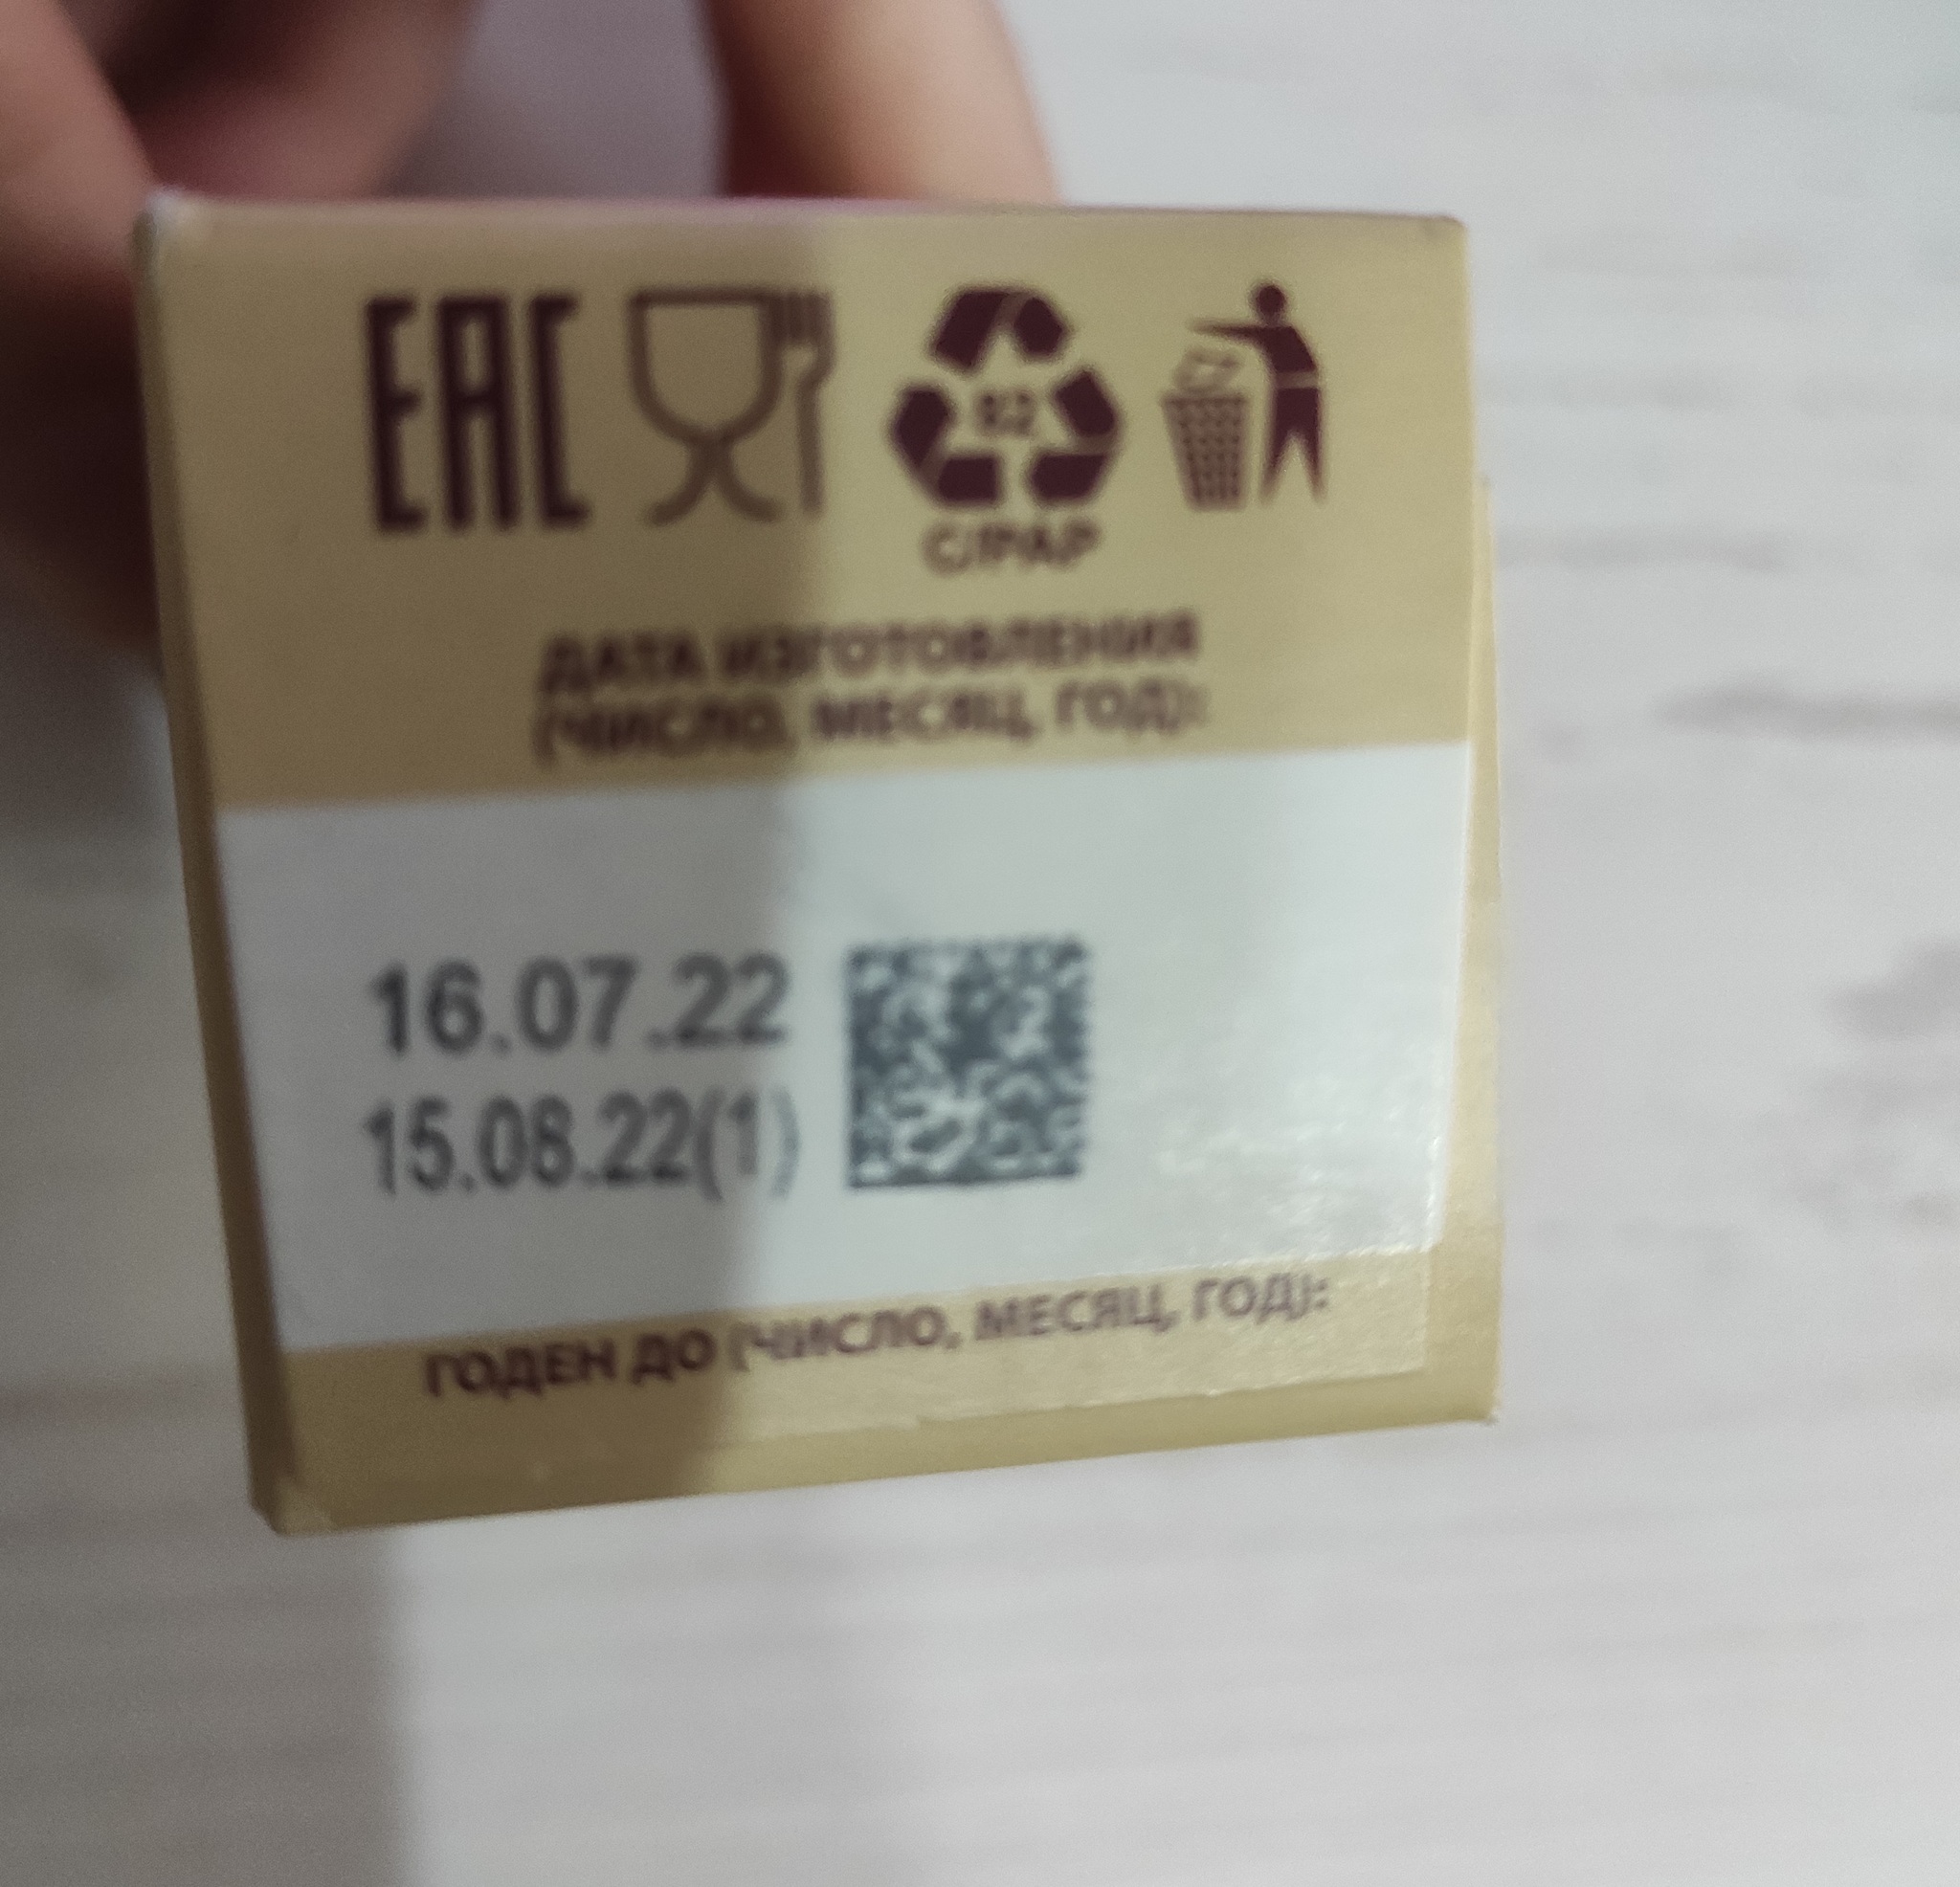 EAC
82
C/PAP
ДАТА ИЗГОТОВЛЕНИЯ
(ЧИСЛО, МЕСЯЦ, ГОД):
16.07.22
15.08.22(1)
ГОДЕН ДО (ЧИСЛО, МЕСЯЦ, ГОД):